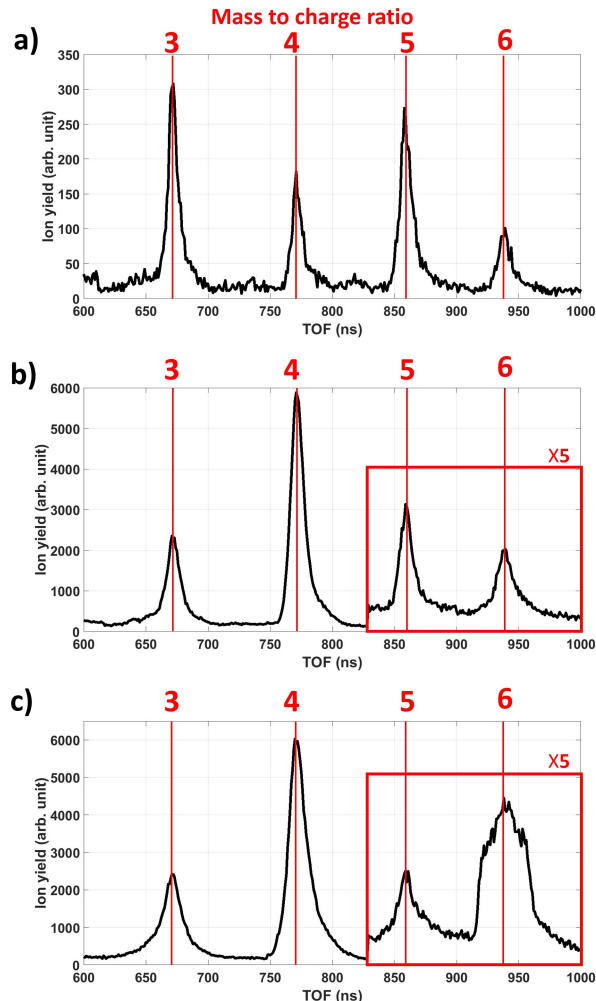 Mass to charge ratio
a)
3 4 5 6
350
300
250
200
150
100
50
0
Ion yield (arb. unit)
600 650 700 750 800 850 900 950 1000
TOF (ns)
b)
3 4 5 6
6000
5000
4000
3000
2000
1000
0
Ion yield (arb. unit)
X5
600 650 700 750 800 850 900 950 1000
TOF (ns)
c)
3 4 5 6
6000
5000
4000
3000
2000
1000
0
Ion yield (arb. unit)
X5
600 650 700 750 800 850 900 950 1000
TOF (ns)